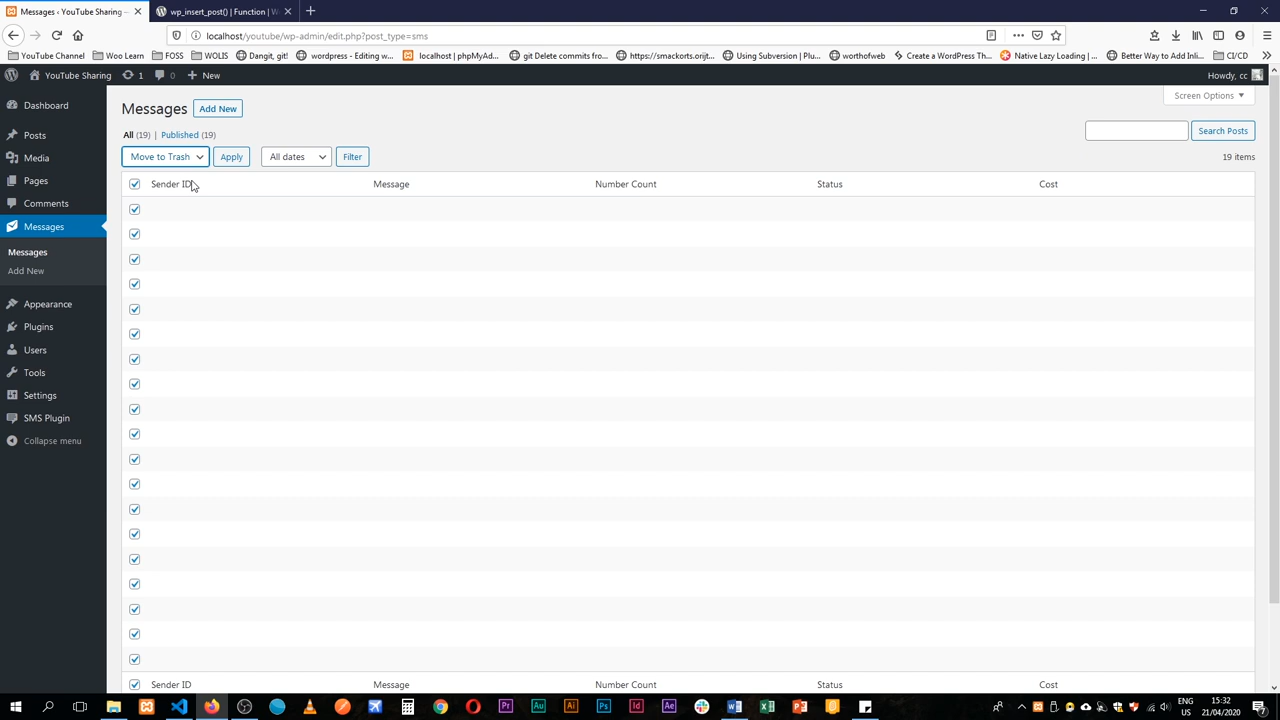 Messages ‹ YouTube Sharing —
wp_insert_post() | Function | W
localhost/youtube/wp-admin/edit.php?post_type=sms
YouTube Channel
Woo Learn
FOSS
WOLIS
Dangit, git!
wordpress - Editing w...
localhost | phpMyAd...
git Delete commits fro...
https://smackorts.orijt...
Using Subversion | Plu...
worthofweb
Create a WordPress Th...
Native Lazy Loading | ...
Better Way to Add Inli...
CI/CD
YouTube Sharing
1
0
New
Howdy, cc
Dashboard
Posts
Media
Pages
Comments
Messages
Messages
Add New
Appearance
Plugins
Users
Tools
Settings
SMS Plugin
Collapse menu
Messages Add New
Screen Options
All (19) | Published (19)
Search Posts
Move to Trash Apply All dates Filter
19 items
Sender ID Message Number Count Status Cost
Sender ID Message Number Count Status Cost
ENG
US
15:32
21/04/2020